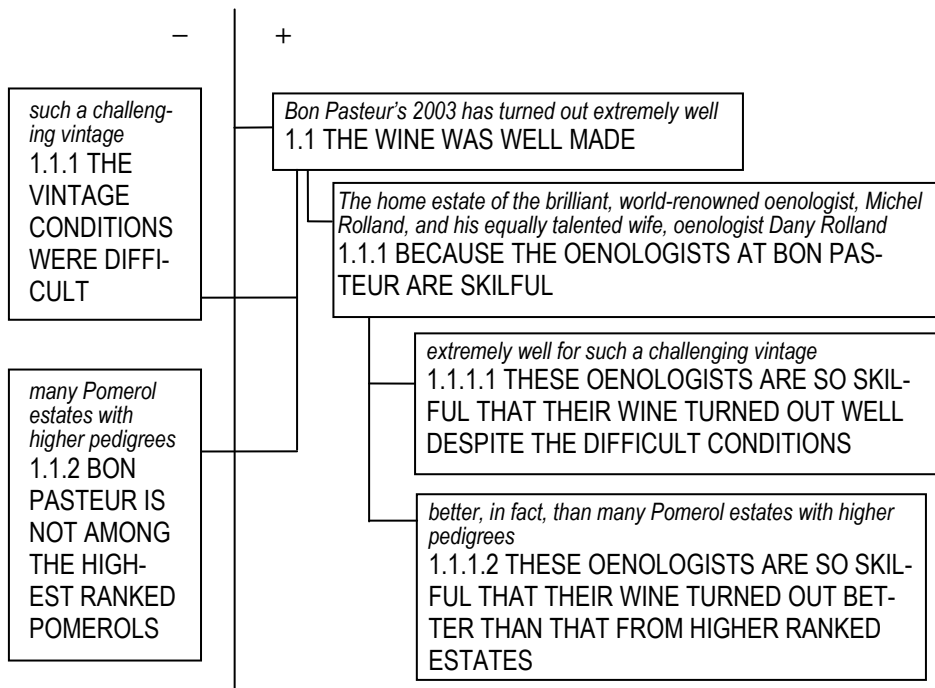 − +
such a challeng-
ing vintage
1.1.1 THE
VINTAGE
CONDITIONS
WERE DIFFI-
CULT
many Pomerol
estates with
higher pedigrees
1.1.2 BON
PASTEUR IS
NOT AMONG
THE HIGH-
EST RANKED
POMEROLS
Bon Pasteur's 2003 has turned out extremely well
1.1 THE WINE WAS WELL MADE
The home estate of the brilliant, world-renowned oenologist, Michel
Rolland, and his equally talented wife, oenologist Dany Rolland
1.1.1 BECAUSE THE OENOLOGISTS AT BON PAS-
TEUR ARE SKILFUL
extremely well for such a challenging vintage
1.1.1.1 THESE OENOLOGISTS ARE SO SKIL-
FUL THAT THEIR WINE TURNED OUT WELL
DESPITE THE DIFFICULT CONDITIONS
better, in fact, than many Pomerol estates with higher
pedigrees
1.1.1.2 THESE OENOLOGISTS ARE SO SKIL-
FUL THAT THEIR WINE TURNED OUT BET-
TER THAN THAT FROM HIGHER RANKED
ESTATES